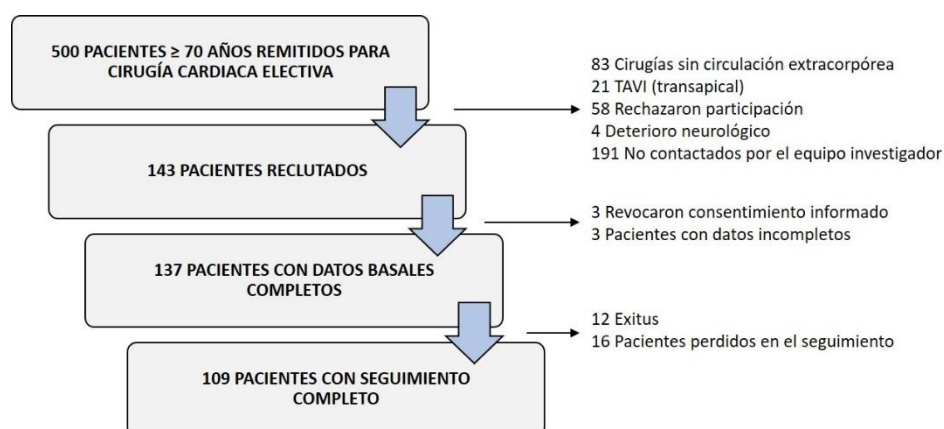 500 PACIENTES ≥ 70 AÑOS REMITIDOS PARA
CIRUGÍA CARDIACA ELECTIVA
83 Cirugías sin circulación extracorpórea
21 TAVI (transapical)
58 Rechazaron participación
4 Deterioro neurológico
191 No contactados por el equipo investigador
143 PACIENTES RECLUTADOS
3 Revocaron consentimiento informado
3 Pacientes con datos incompletos
137 PACIENTES CON DATOS BASALES
COMPLETOS
12 Exitus
16 Pacientes perdidos en el seguimiento
109 PACIENTES CON SEGUIMIENTO
COMPLETO